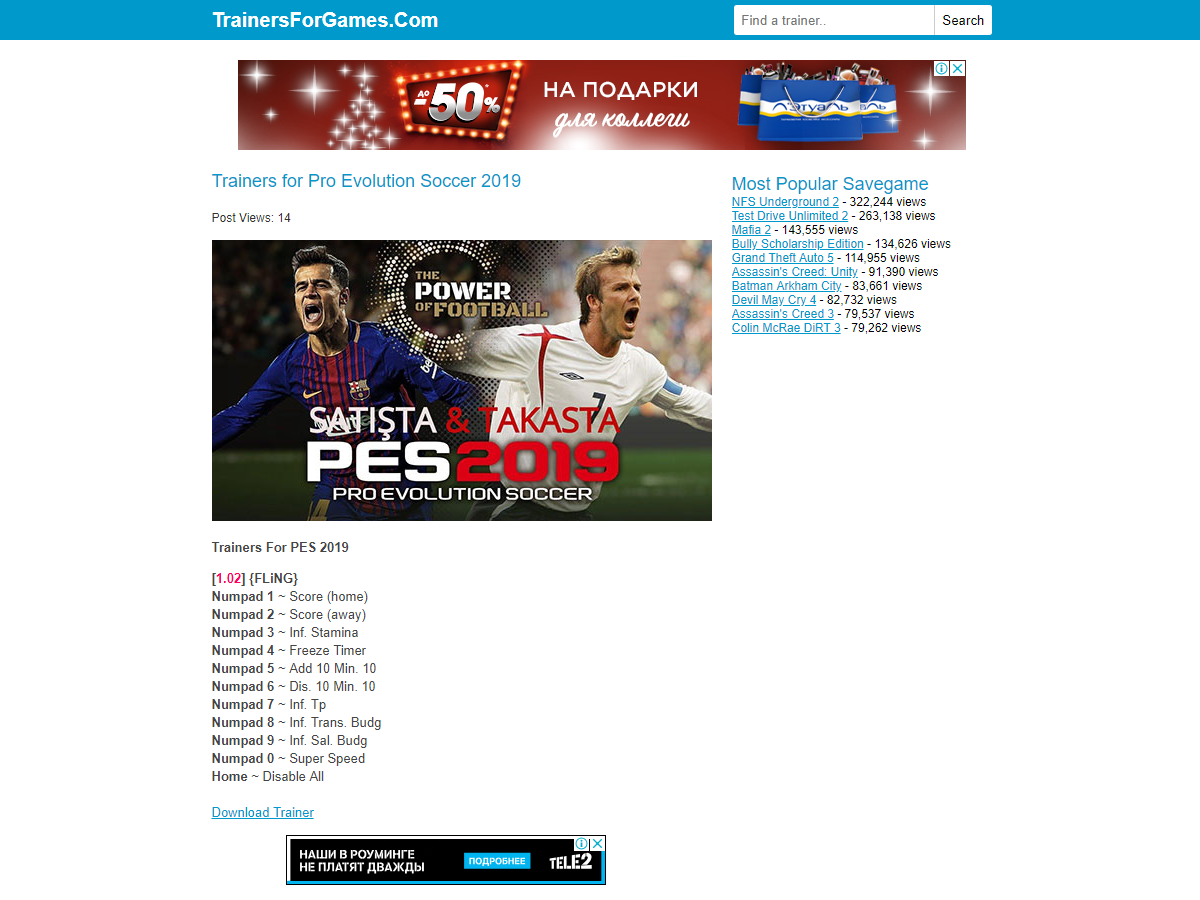 TrainersForGames.Com
Find a trainer..
Search
ДО
-50%
НА ПОДАРКИ
для коллеги
Л'ЭТУАЛЬ
Trainers for Pro Evolution Soccer 2019
Post Views: 14
THE
POWER
OF FOOTBALL
7
SATIŞTA & TAKASTA
PES2019
PRO EVOLUTION SOCCER
Trainers For PES 2019
[1.02] {FLiNG}
Numpad 1 ~ Score (home)
Numpad 2 ~ Score (away)
Numpad 3 ~ Inf. Stamina
Numpad 4 ~ Freeze Timer
Numpad 5 ~ Add 10 Min. 10
Numpad 6 ~ Dis. 10 Min. 10
Numpad 7 ~ Inf. Tp
Numpad 8 ~ Inf. Trans. Budg
Numpad 9 ~ Inf. Sal. Budg
Numpad 0 ~ Super Speed
Home ~ Disable All
Download Trainer
НАШИ В РОУМИНГЕ
НЕ ПЛАТЯТ ДВАЖДЫ
ПОДРОБНЕЕ
TELE2
Most Popular Savegame
NFS Underground 2 - 322,244 views
Test Drive Unlimited 2 - 263,138 views
Mafia 2 - 143,555 views
Bully Scholarship Edition - 134,626 views
Grand Theft Auto 5 - 114,955 views
Assassin's Creed: Unity - 91,390 views
Batman Arkham City - 83,661 views
Devil May Cry 4 - 82,732 views
Assassin's Creed 3 - 79,537 views
Colin McRae DiRT 3 - 79,262 views